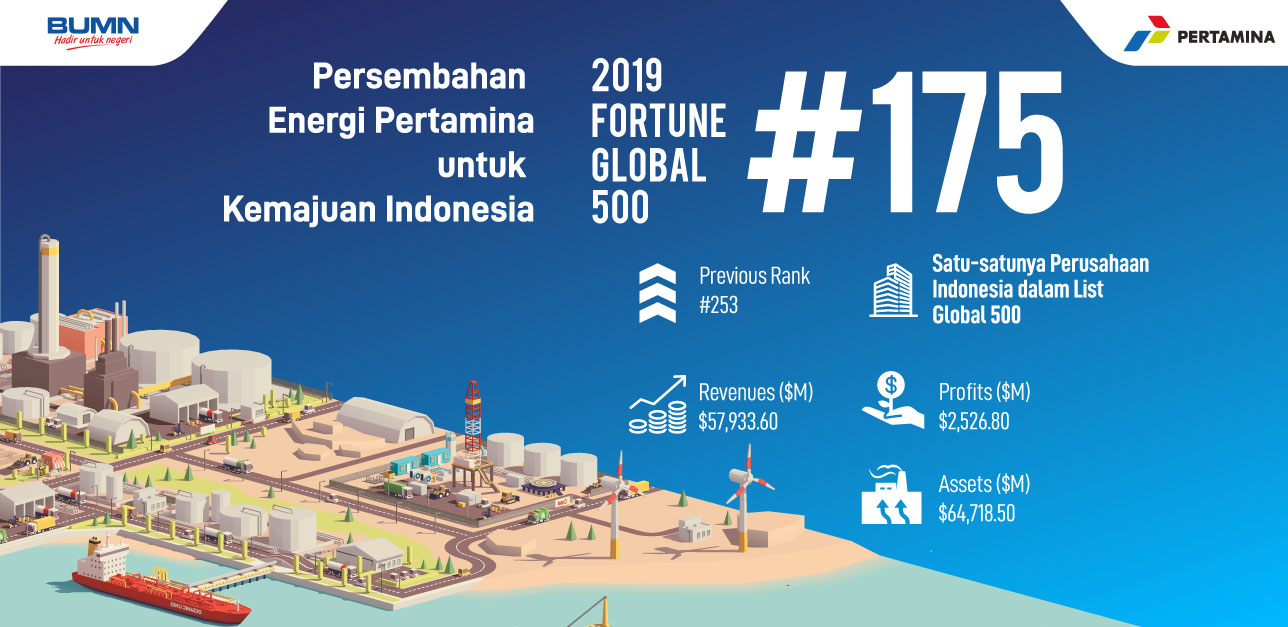 BUMN
Hadir untuk negeri
PERTAMINA
Persembahan
Energi Pertamina
untuk
Kemajuan Indonesia
2019
FORTUNE
GLOBAL
500
#175
Previous Rank
#253
Satu-satunya Perusahaan
Indonesia dalam List
Global 500
Revenues ($M)
$57,933.60
Profits ($M)
$2,526.80
Assets ($M)
$64,718.50